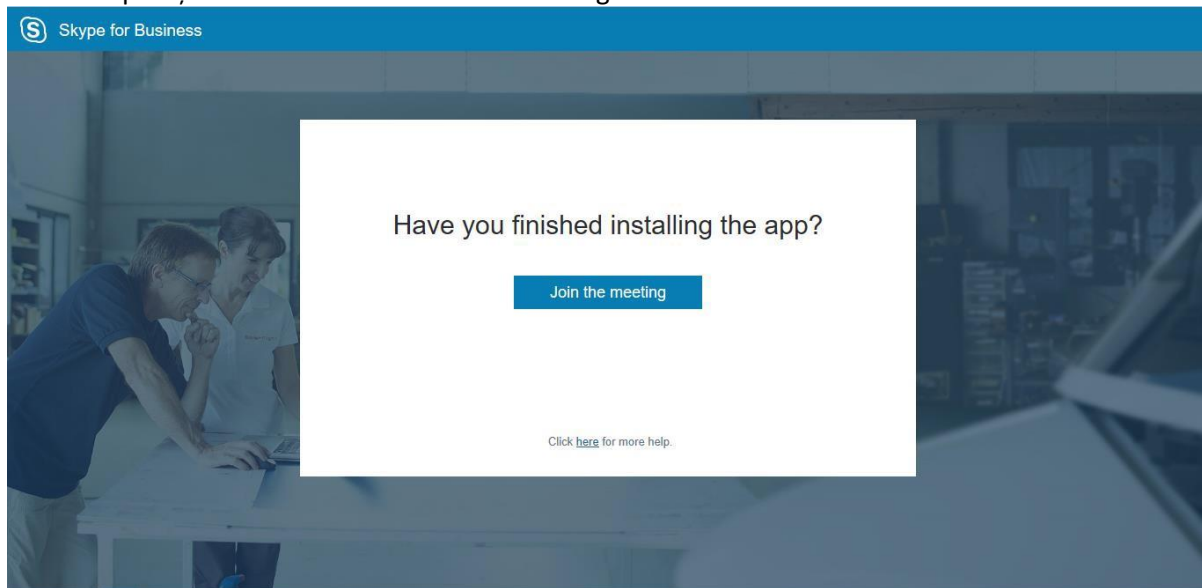 Skype for Business
Have you finished installing the app?
Join the meeting
Click here for more help.